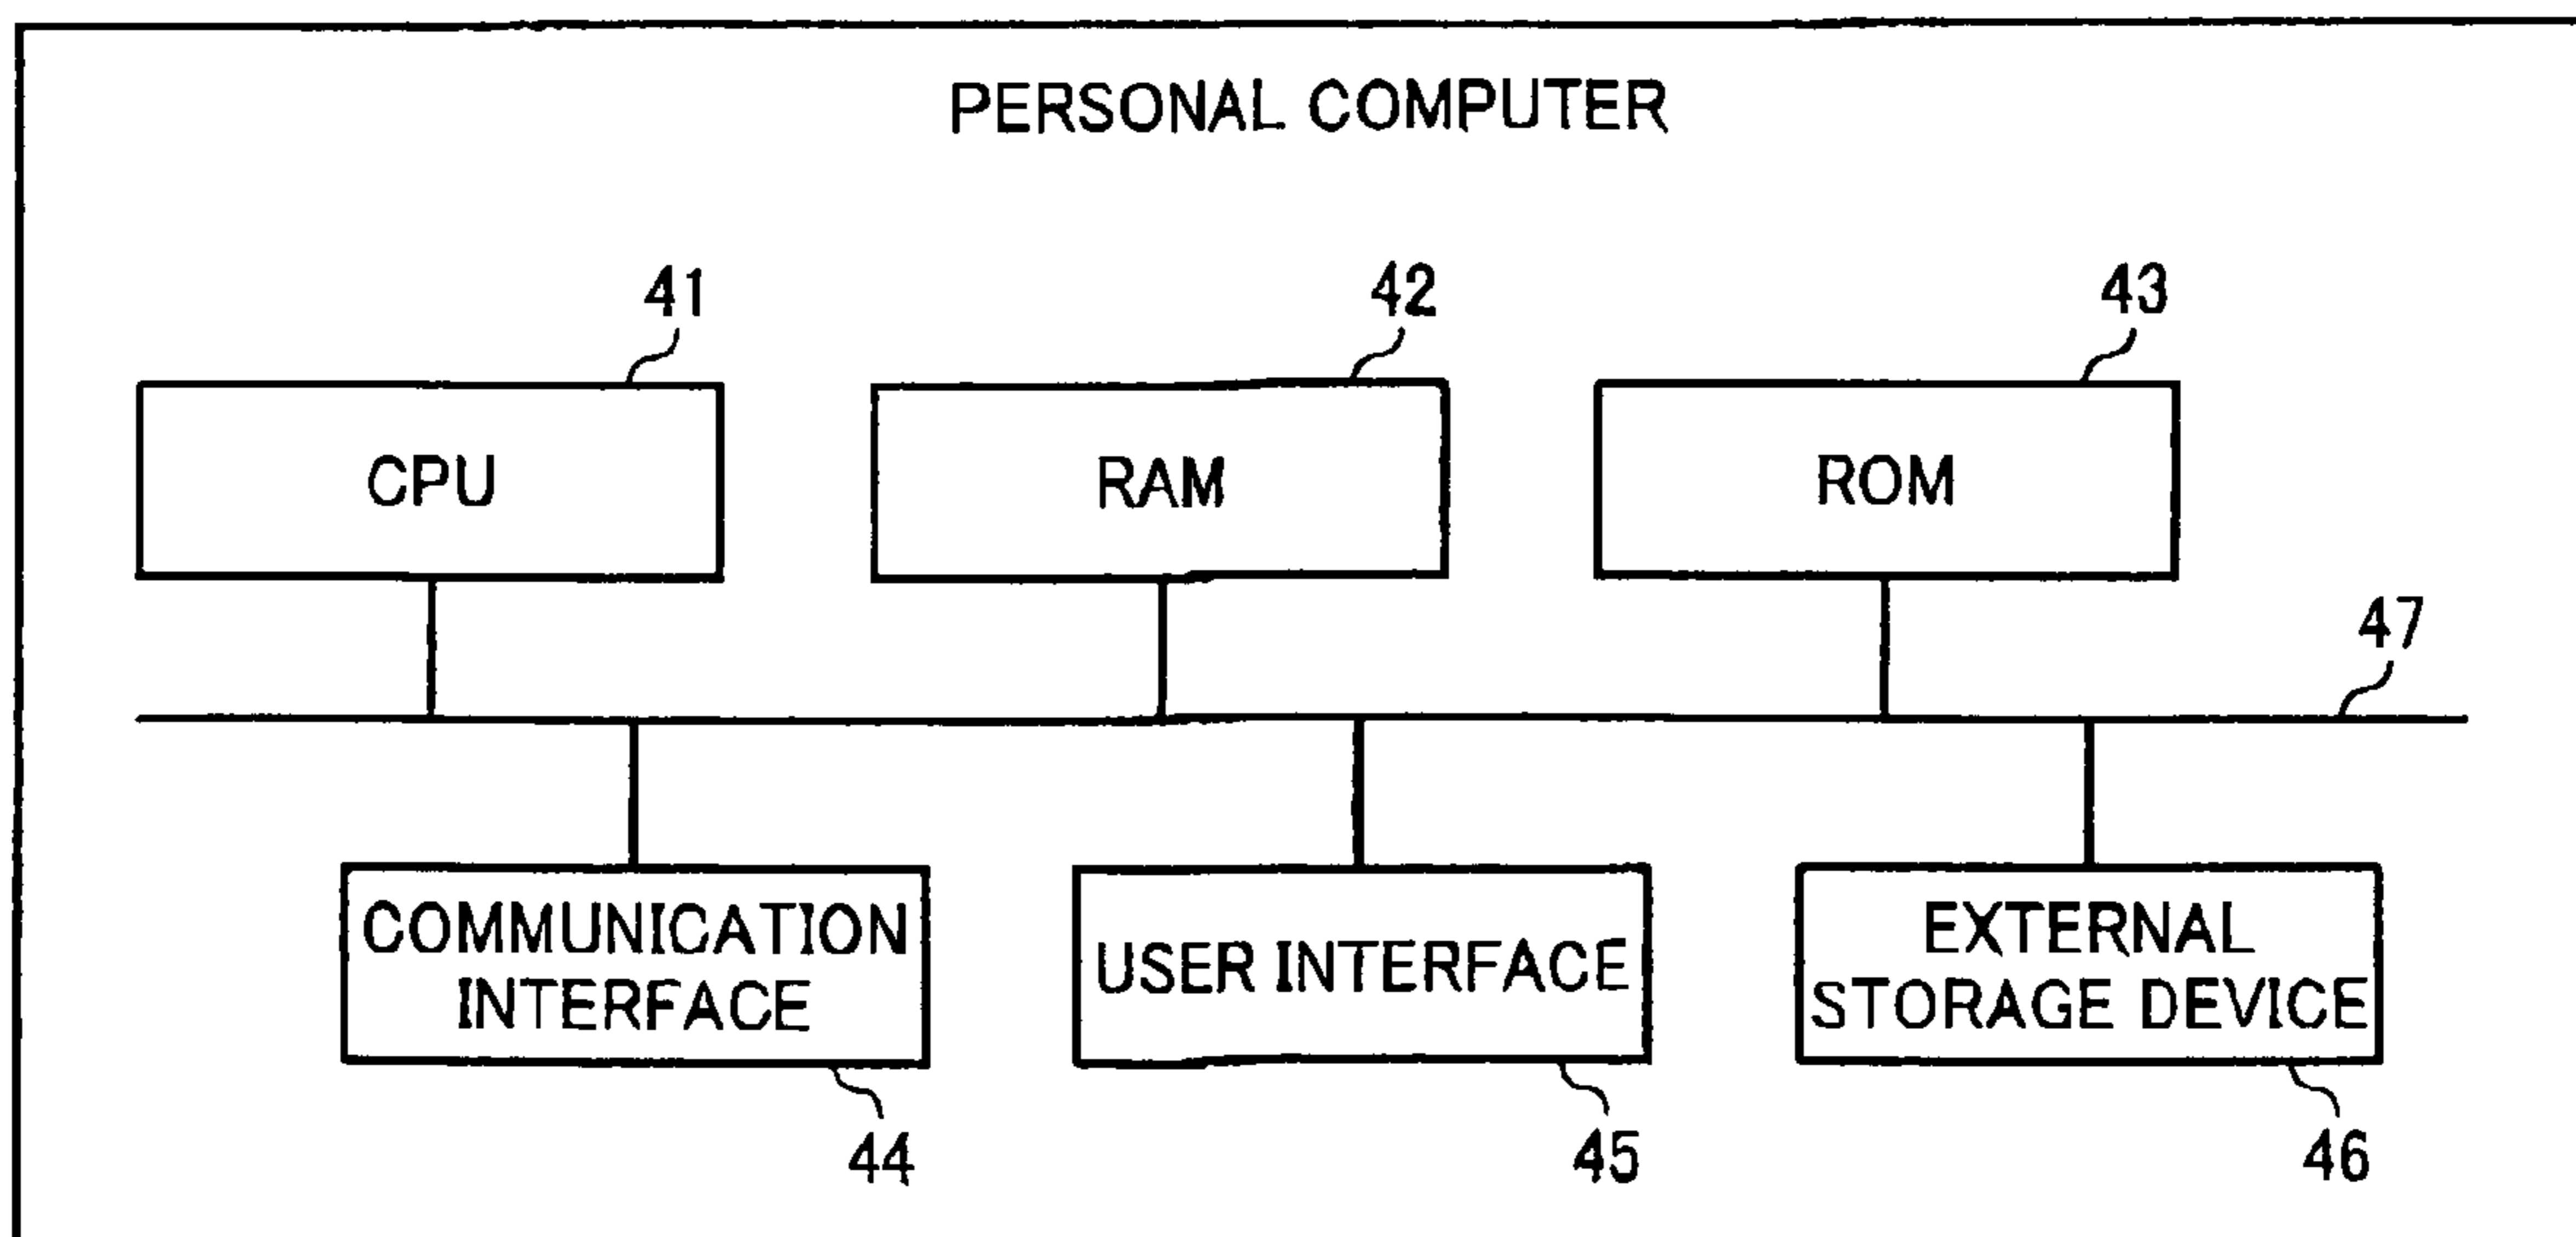 PERSONAL COMPUTER
41
42
43
CPU
RAM
ROM
47
COMMUNICATION
INTERFACE
USER INTERFACE
EXTERNAL
STORAGE DEVICE
44
45
46